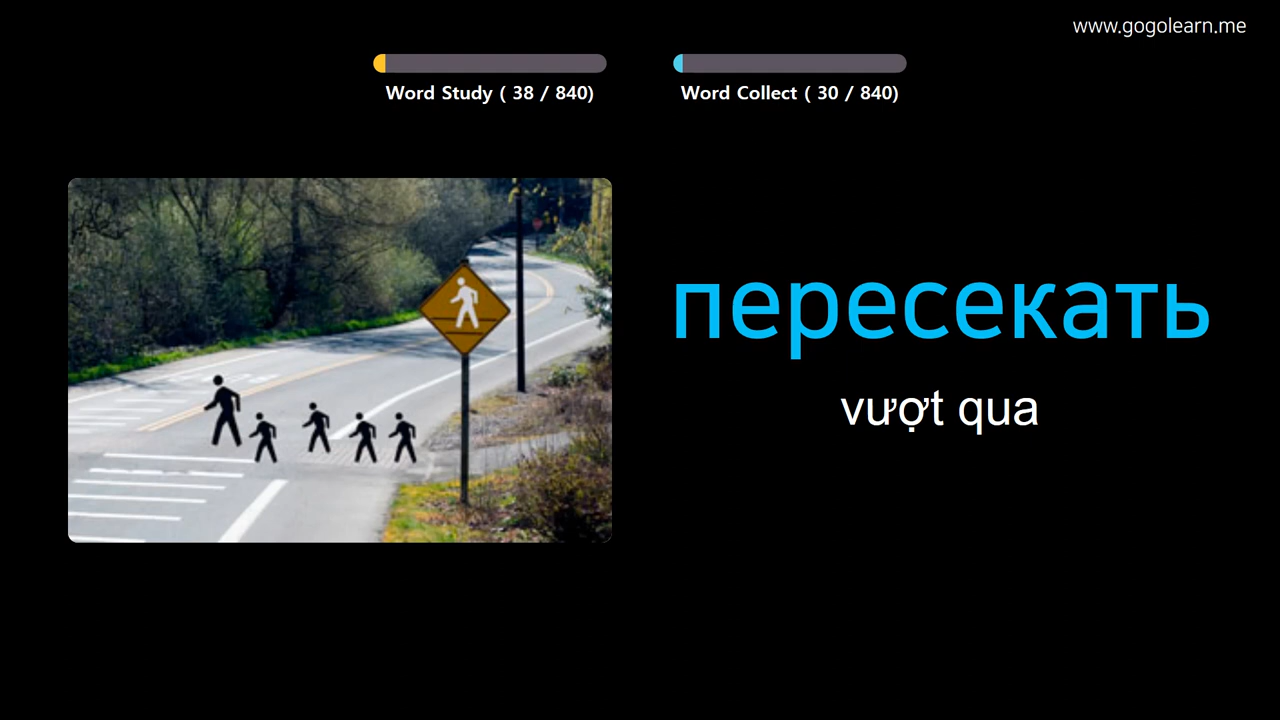 www.gogolearn.me
Word Study ( 38 / 840)
Word Collect ( 30 / 840)
пересекать
vượt qua